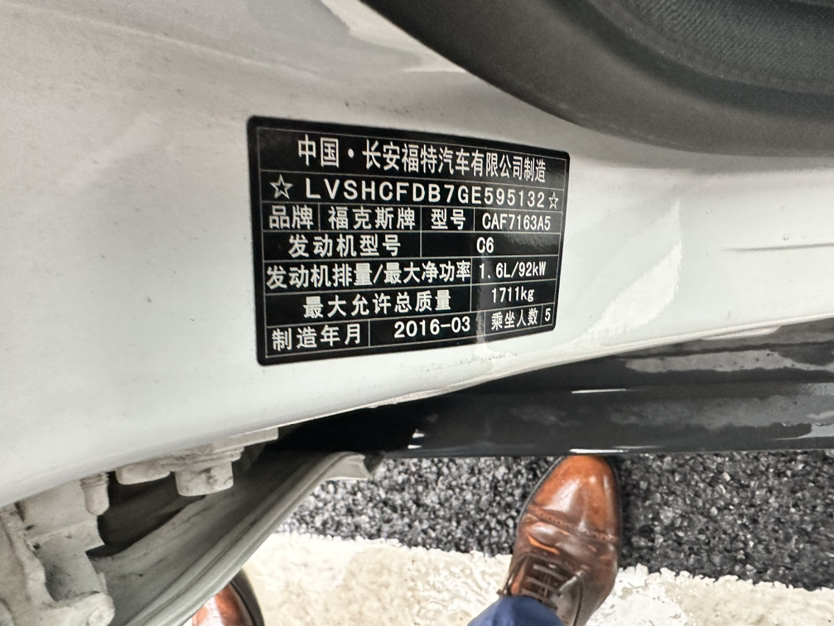 中国·长安福特汽车有限公司制造
☆ LVSHCFDB7GE595132☆
品牌 福克斯牌 型号 CAF7163A5
发动机型号 C6
发动机排量/最大净功率 1.6L/92kW
最大允许总质量 1711kg
制造年月 2016-03 乘坐人数 5